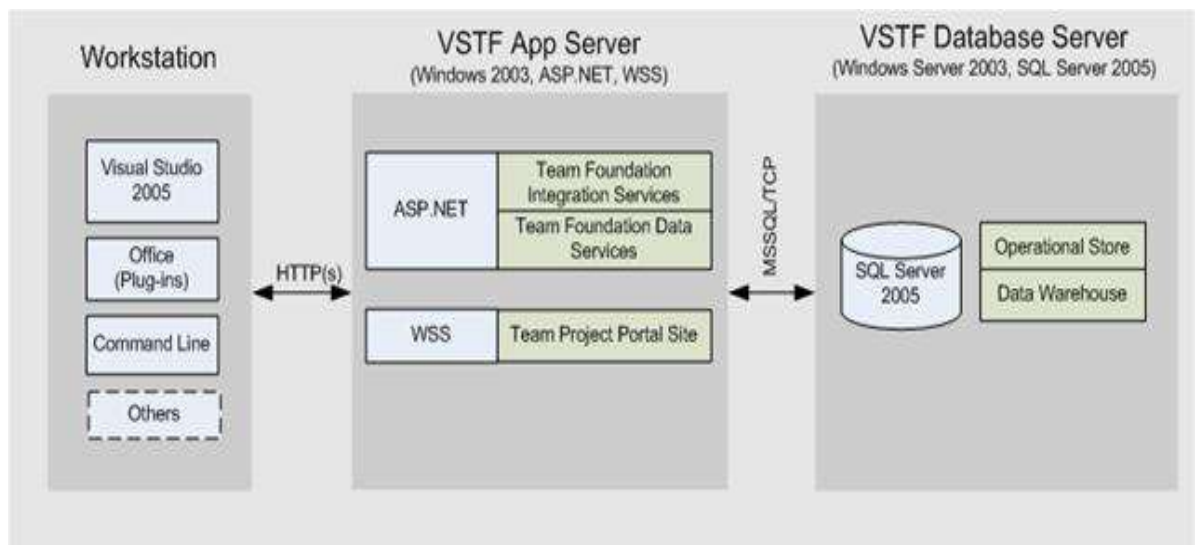 Workstation
Visual Studio
2005
Office
(Plug-ins)
Command Line
Others
HTTP(s)
VSTF App Server
(Windows 2003, ASP.NET, WSS)
ASP.NET
Team Foundation
Integration Services
Team Foundation Data
Services
WSS
Team Project Portal Site
MSSQL/TCP
VSTF Database Server
(Windows Server 2003, SQL Server 2005)
SQL Server
2005
Operational Store
Data Warehouse